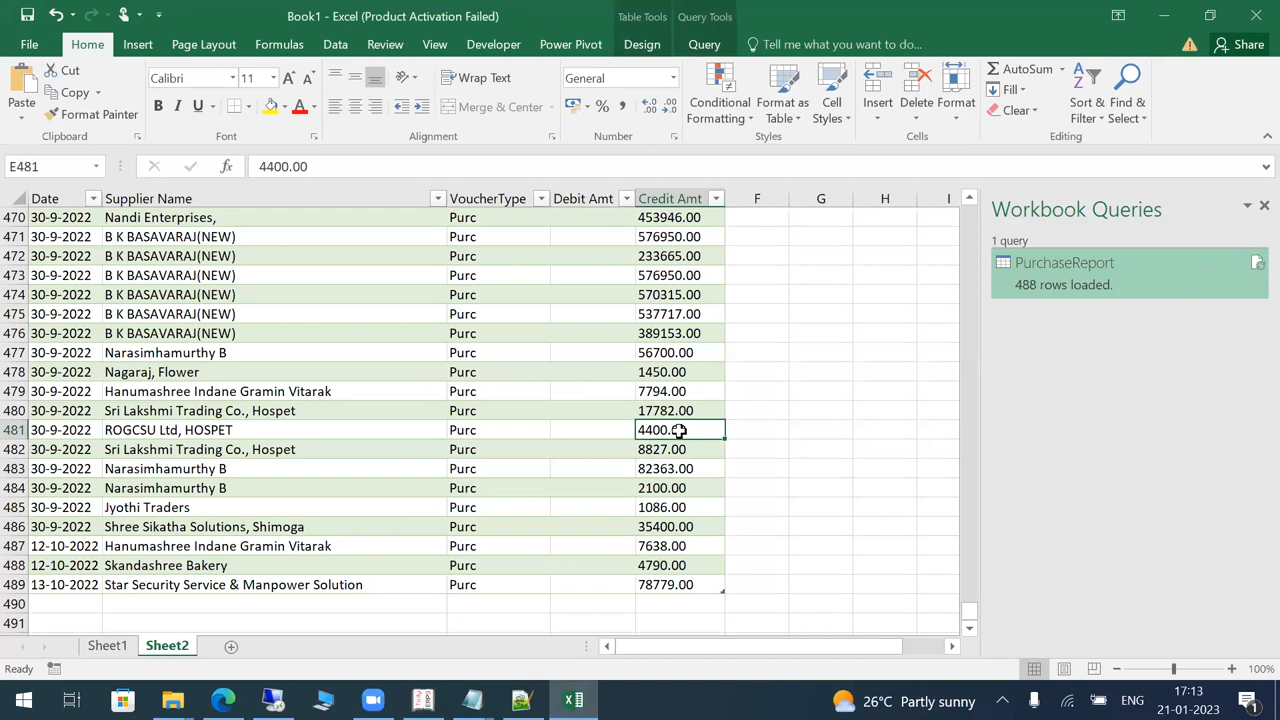 Book1 - Excel (Product Activation Failed)
Table Tools
Query Tools
File Home Insert Page Layout Formulas Data Review View Developer Power Pivot Design Query Tell me what you want to do... Share
Paste
Cut
Copy
Format Painter
Clipboard
Calibri 11
B I U
Font
Wrap Text
Merge & Center
Alignment
General
Number
Conditional Formatting
Format as Table
Cell Styles
Styles
Insert
Delete
Format
Cells
AutoSum
Fill
Clear
Sort & Filter
Find & Select
Editing
E481 fx 4400.00
Date Supplier Name VoucherType Debit Amt Credit Amt F G H I
470 30-9-2022 Nandi Enterprises, Purc 453946.00
471 30-9-2022 B K BASAVARAJ(NEW) Purc 576950.00
472 30-9-2022 B K BASAVARAJ(NEW) Purc 233665.00
473 30-9-2022 B K BASAVARAJ(NEW) Purc 576950.00
474 30-9-2022 B K BASAVARAJ(NEW) Purc 570315.00
475 30-9-2022 B K BASAVARAJ(NEW) Purc 537717.00
476 30-9-2022 B K BASAVARAJ(NEW) Purc 389153.00
477 30-9-2022 Narasimhamurthy B Purc 56700.00
478 30-9-2022 Nagaraj, Flower Purc 1450.00
479 30-9-2022 Hanumashree Indane Gramin Vitarak Purc 7794.00
480 30-9-2022 Sri Lakshmi Trading Co., Hospet Purc 17782.00
481 30-9-2022 ROGCSU Ltd, HOSPET Purc 4400.00
482 30-9-2022 Sri Lakshmi Trading Co., Hospet Purc 8827.00
483 30-9-2022 Narasimhamurthy B Purc 82363.00
484 30-9-2022 Narasimhamurthy B Purc 2100.00
485 30-9-2022 Jyothi Traders Purc 1086.00
486 30-9-2022 Shree Sikatha Solutions, Shimoga Purc 35400.00
487 12-10-2022 Hanumashree Indane Gramin Vitarak Purc 7638.00
488 12-10-2022 Skandashree Bakery Purc 4790.00
489 13-10-2022 Star Security Service & Manpower Solution Purc 78779.00
490
491
Workbook Queries
1 query
PurchaseReport
488 rows loaded.
Sheet1 Sheet2
Ready 100%
26°C Partly sunny ENG 17:13
21-01-2023 1